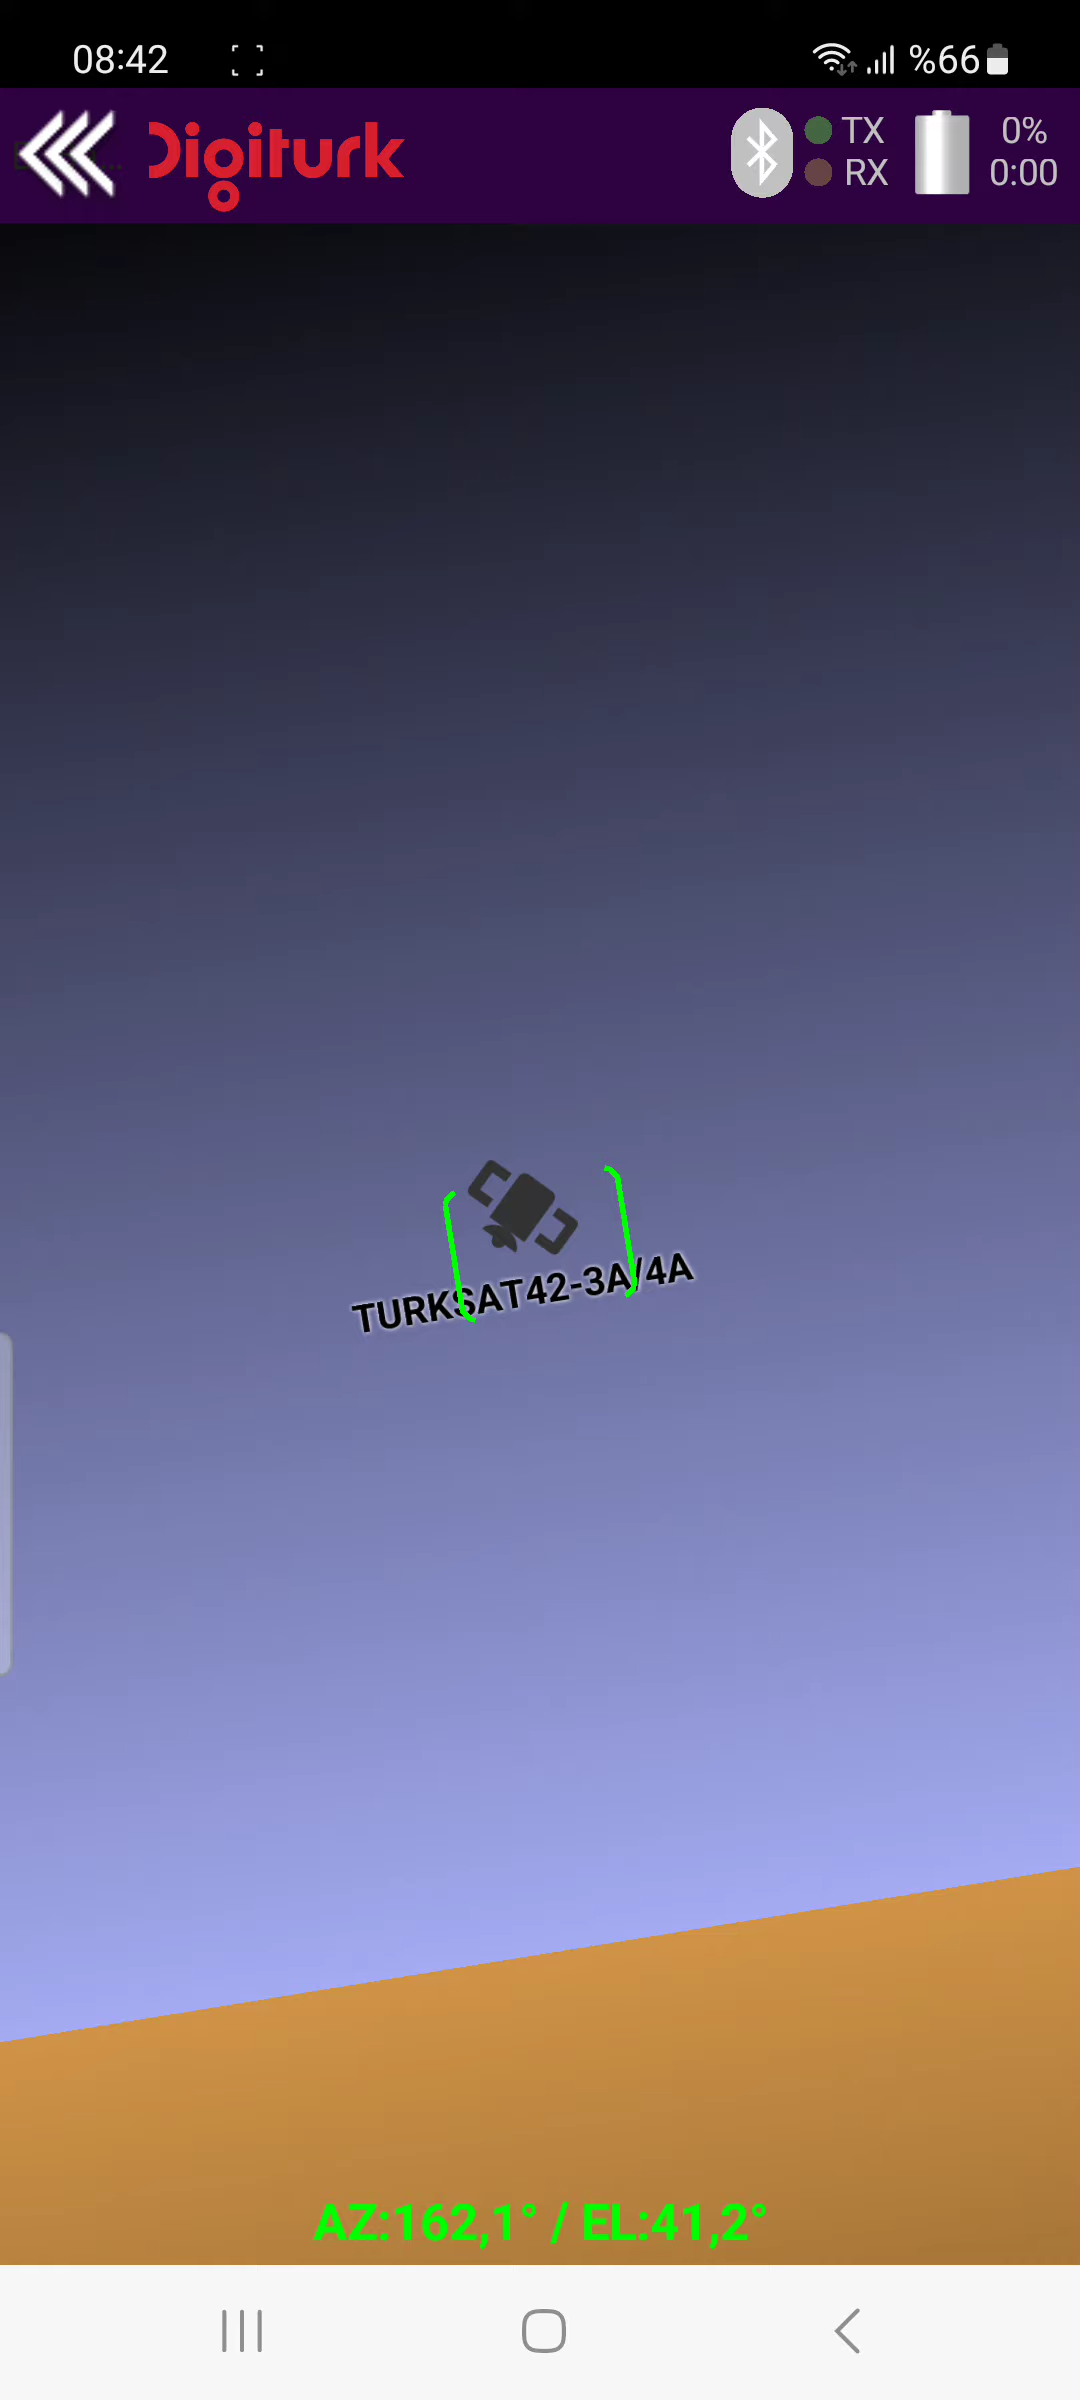 08:42
%66
Digiturk
TX
RX
0%
0:00
TURKSAT42-3A/4A
AZ:162,1° / EL:41,2°